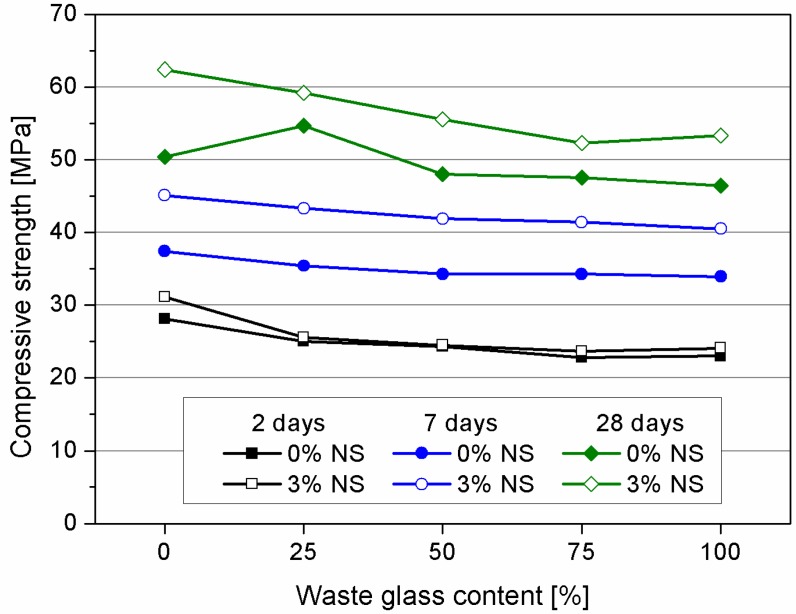 Compressive strength [MPa]
70
60
50
40
30
20
10
0
2 days 7 days 28 days
0% NS 0% NS 0% NS
3% NS 3% NS 3% NS
0 25 50 75 100
Waste glass content [%]